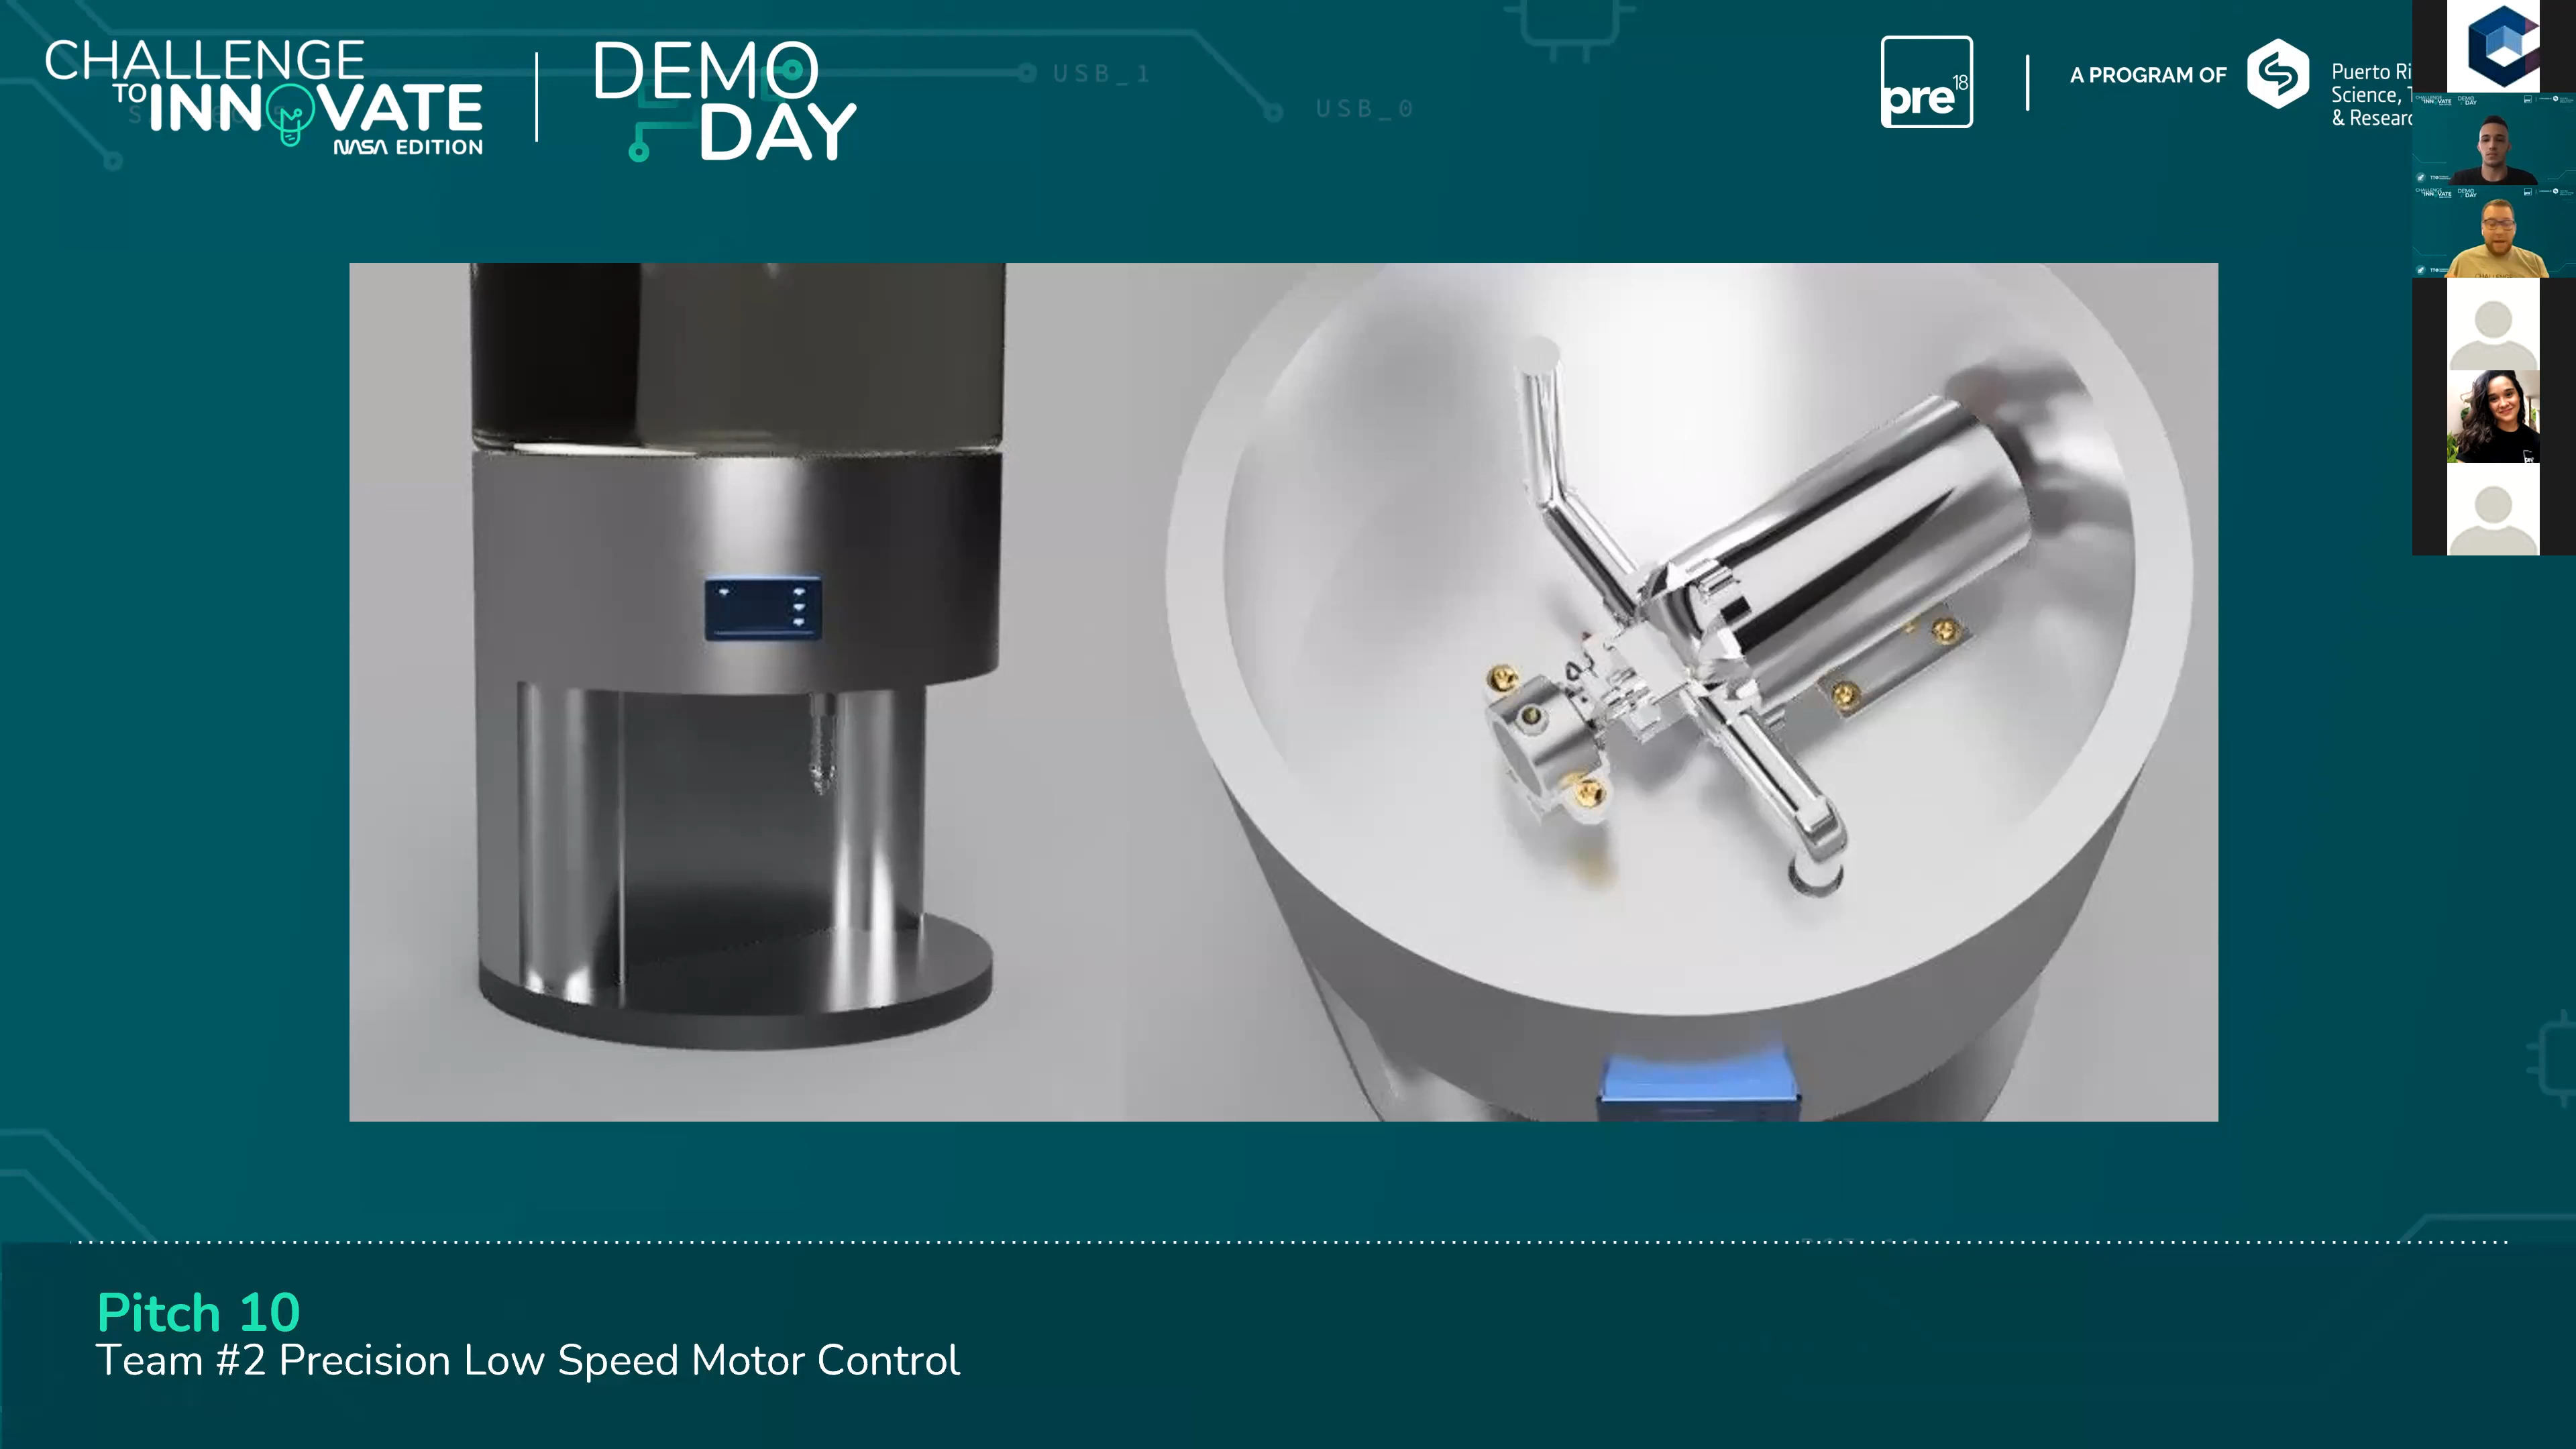 CHALLENGE
TO INNOVATE
NASA EDITION
DEMO
DAY
USB_1
USB_0
pre18
A PROGRAM OF
Puerto Ri
Science, T
& Researc
Pitch 10
Team #2 Precision Low Speed Motor Control